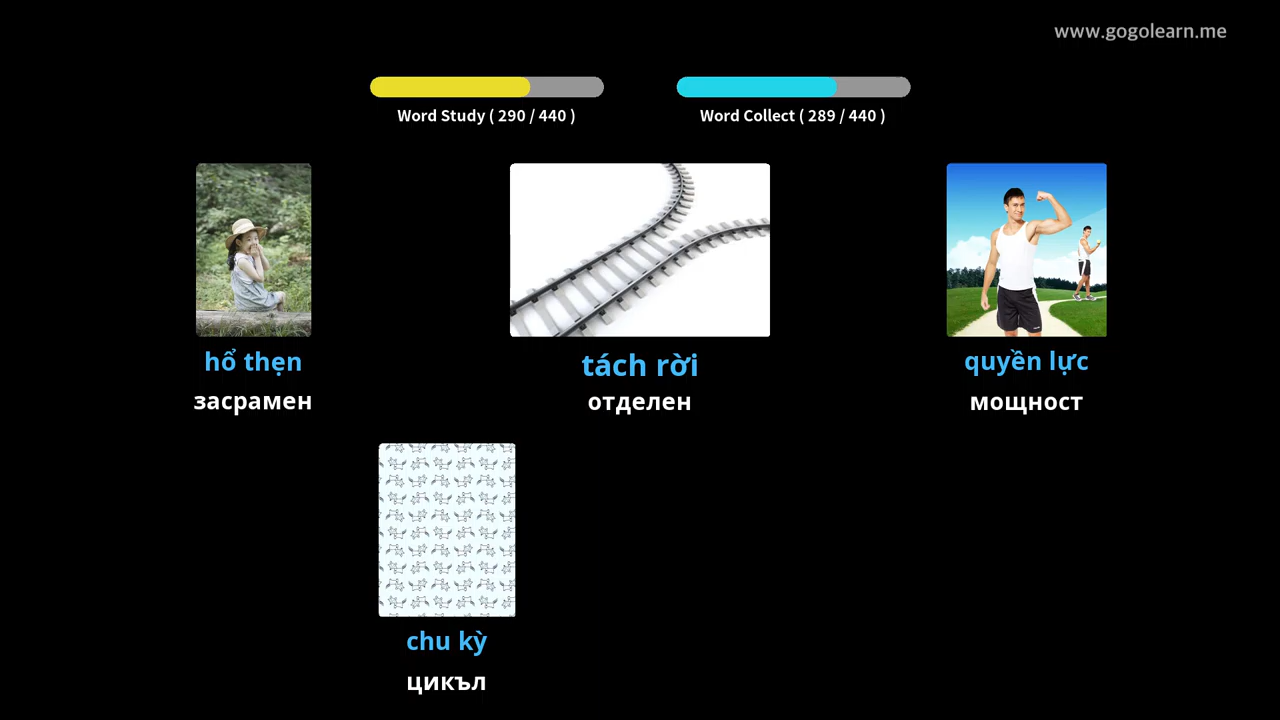 www.gogolearn.me
Word Study ( 290 / 440 )
Word Collect ( 289 / 440 )
hổ thẹn
tách rời
quyền lực
засрамен
отделен
мощност
chu kỳ
цикъл